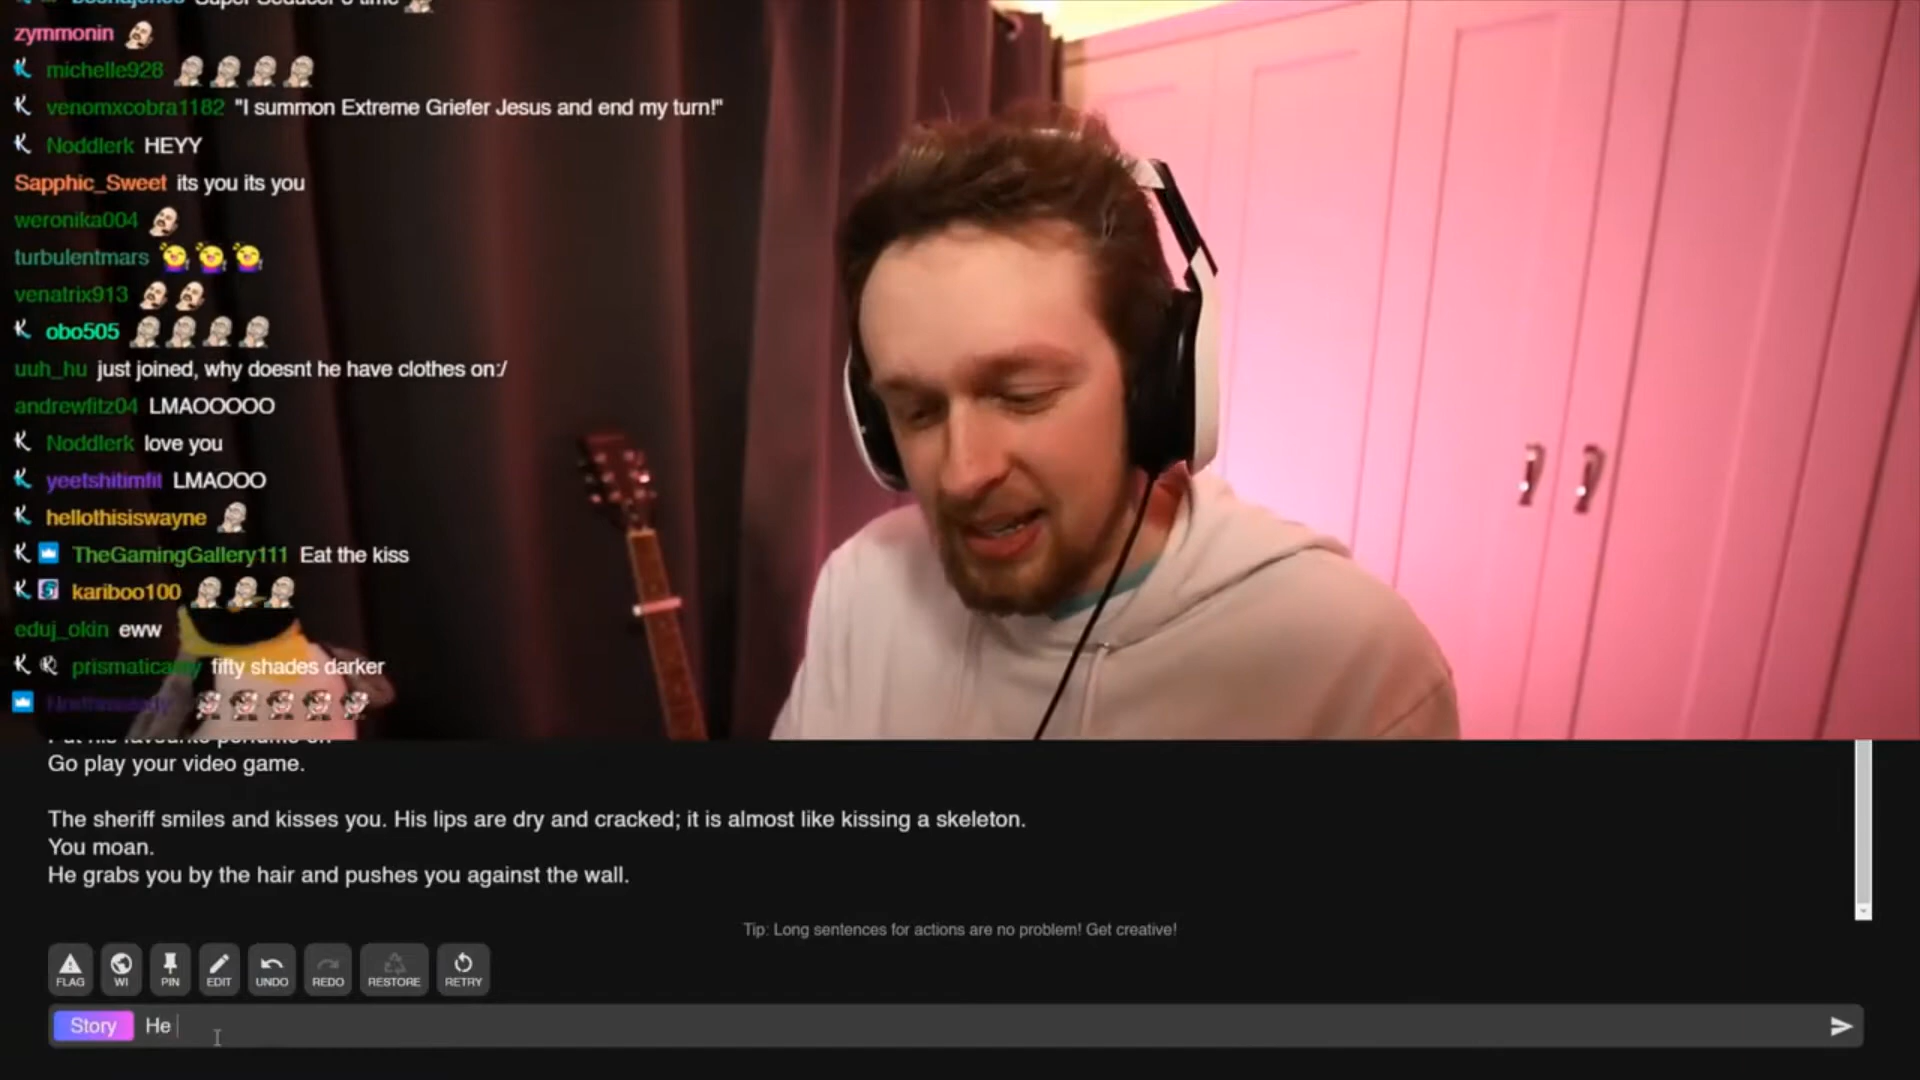 zymmonin
michelle928
venomxcobra1182 "I summon Extreme Griefer Jesus and end my turn!"
Noddlerk HEYY
Sapphic_Sweet its you its you
weronika004
turbulentmars
venatrix913
obo505
uuh_hu just joined, why doesnt he have clothes on:/
andrewfitz04 LMAOOOOO
Noddlerk love you
yeetshitimfit LMAOOO
hellothisiswayne
TheGamingGallery111 Eat the kiss
kariboo100
eduj_okin eww
fifty shades darker
Go play your video game.
The sheriff smiles and kisses you. His lips are dry and cracked; it is almost like kissing a skeleton.
You moan.
He grabs you by the hair and pushes you against the wall.
Tip: Long sentences for actions are no problem! Get creative!
FLAG WI PIN EDIT UNDO REDO RESTORE RETRY
Story He